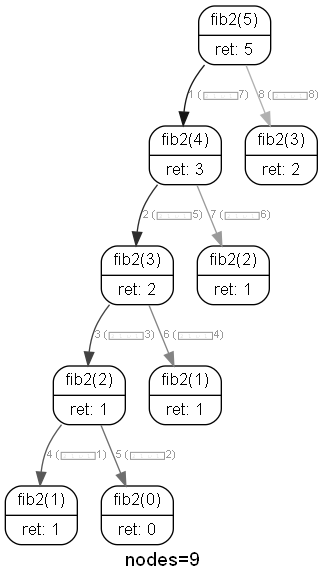 fib2(5)
ret: 5
1 (□□□□□7)
8 (□□□□□8)
fib2(4)
ret: 3
fib2(3)
ret: 2
2 (□□□□□5)
7 (□□□□□6)
fib2(3)
ret: 2
fib2(2)
ret: 1
3 (□□□□□3)
6 (□□□□□4)
fib2(2)
ret: 1
fib2(1)
ret: 1
4 (□□□□□1)
5 (□□□□□2)
fib2(1)
ret: 1
fib2(0)
ret: 0
nodes=9